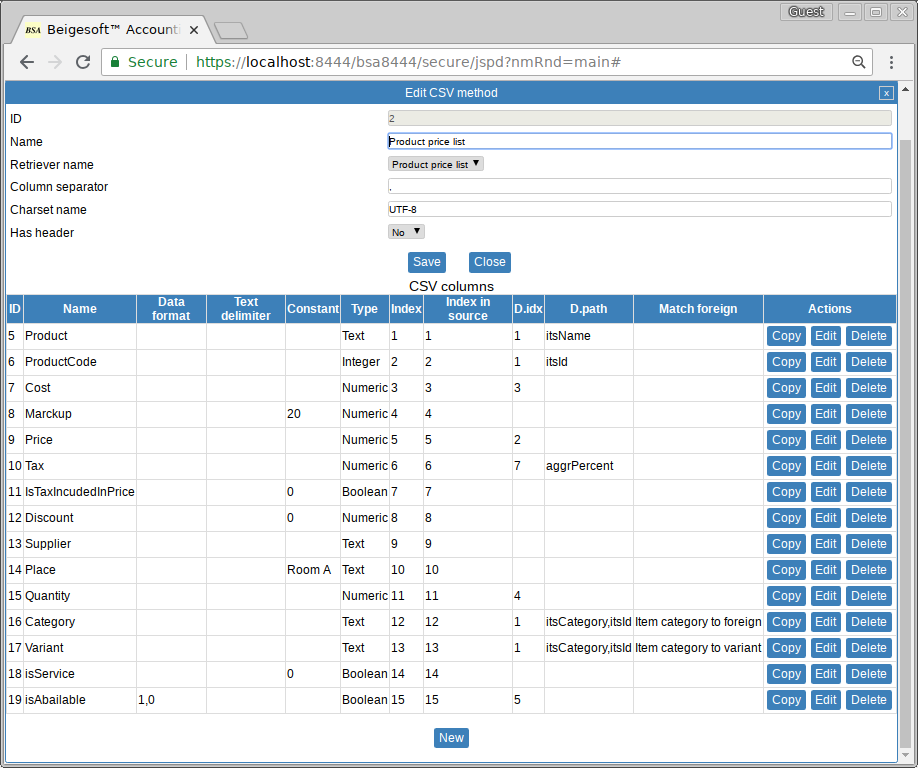 Guest
BSA Beigesoft™ Accounti
Secure https://localhost:8444/bsa8444/secure/jspd?nmRnd=main#
Edit CSV method x
ID 2
Name Product price list
Retriever name Product price list
Column separator ,
Charset name UTF-8
Has header No
Save Close
CSV columns
ID Name Data format Text delimiter Constant Type Index Index in source D.idx D.path Match foreign Actions
5 Product Text 1 1 1 itsName Copy Edit Delete
6 ProductCode Integer 2 2 1 itsId Copy Edit Delete
7 Cost Numeric 3 3 3 Copy Edit Delete
8 Marckup 20 Numeric 4 4 Copy Edit Delete
9 Price Numeric 5 5 2 Copy Edit Delete
10 Tax Numeric 6 6 7 aggrPercent Copy Edit Delete
11 IsTaxIncudedInPrice 0 Boolean 7 7 Copy Edit Delete
12 Discount 0 Numeric 8 8 Copy Edit Delete
13 Supplier Text 9 9 Copy Edit Delete
14 Place Room A Text 10 10 Copy Edit Delete
15 Quantity Numeric 11 11 4 Copy Edit Delete
16 Category Text 12 12 1 itsCategory,itsId Item category to foreign Copy Edit Delete
17 Variant Text 13 13 1 itsCategory,itsId Item category to variant Copy Edit Delete
18 isService 0 Boolean 14 14 Copy Edit Delete
19 isAbailable 1,0 Boolean 15 15 5 Copy Edit Delete
New